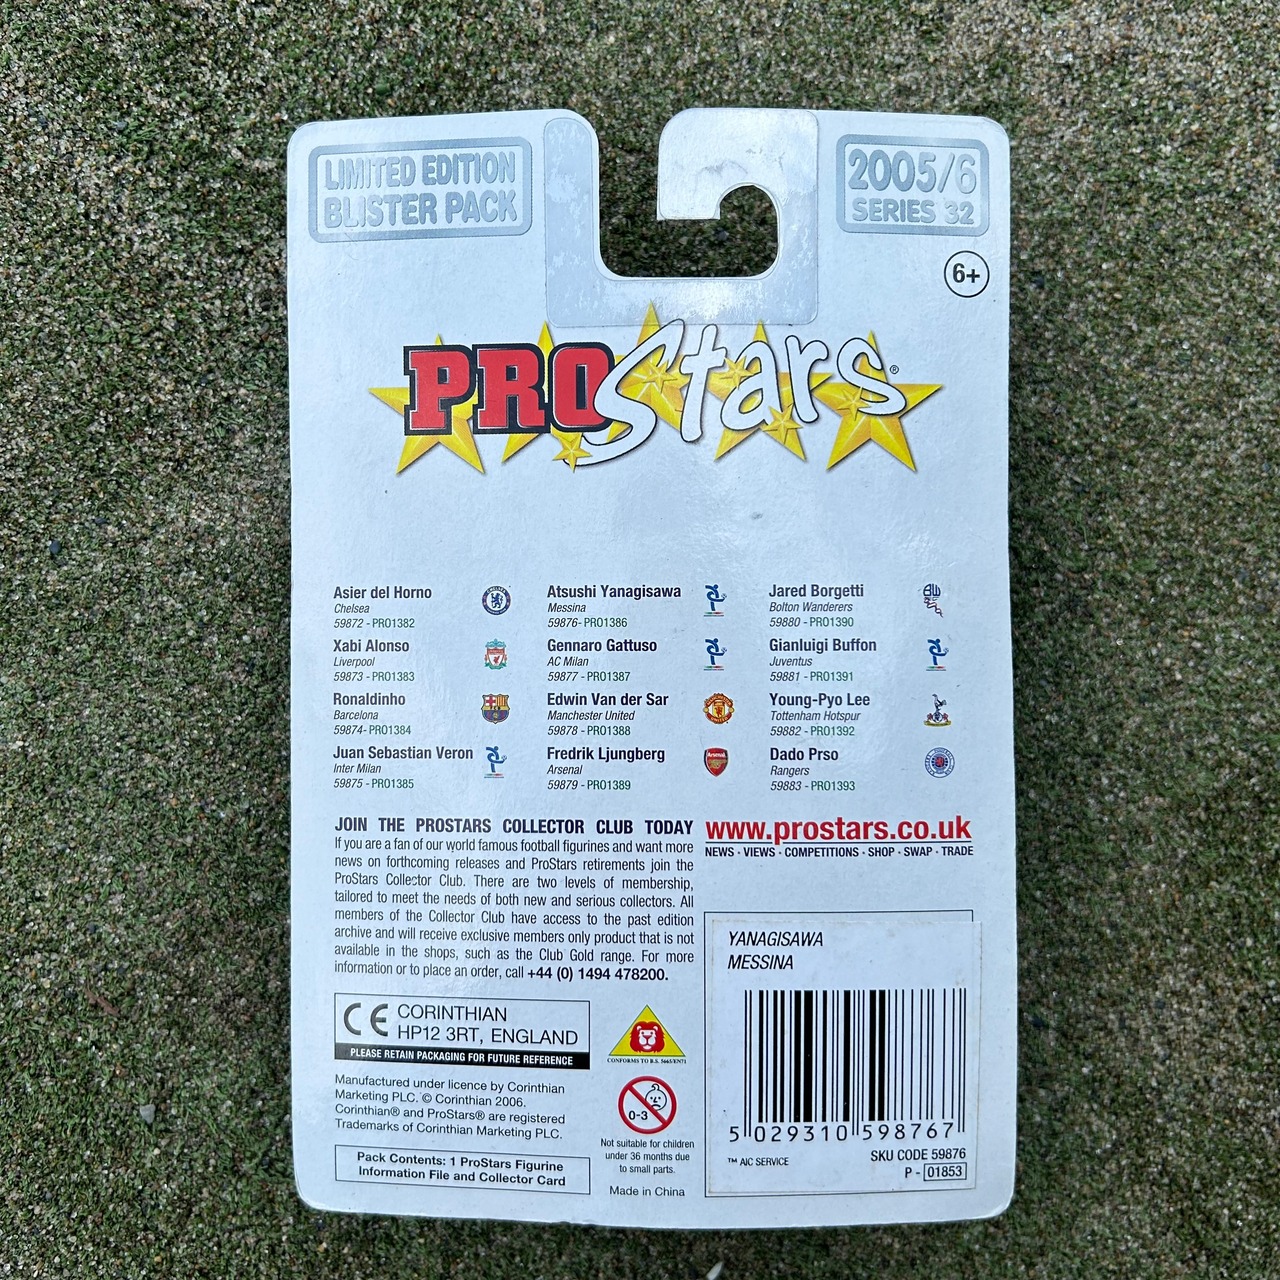 LIMITED EDITION
BLISTER PACK
2005/6
SERIES 32
6+
PROStars®
Asier del Horno
Chelsea
59872 - PRO1382
Xabi Alonso
Liverpool
59873 - PRO1383
Ronaldinho
Barcelona
59874- PRO1384
Juan Sebastian Veron
Inter Milan
59875 - PRO1385
Atsushi Yanagisawa
Messina
59876- PRO1386
Gennaro Gattuso
AC Milan
59877 - PRO1387
Edwin Van der Sar
Manchester United
59878 - PRO1388
Fredrik Ljungberg
Arsenal
59879 - PRO1389
Arsenal
Jared Borgetti
Bolton Wanderers
59880 - PRO1390
Gianluigi Buffon
Juventus
59881 - PRO1391
Young-Pyo Lee
Tottenham Hotspur
59882 - PRO1392
Dado Prso
Rangers
59883 - PRO1393
JOIN THE PROSTARS COLLECTOR CLUB TODAY
If you are a fan of our world famous football figurines and want more
news on forthcoming releases and ProStars retirements join the
ProStars Collector Club. There are two levels of membership,
tailored to meet the needs of both new and serious collectors. All
members of the Collector Club have access to the past edition
archive and will receive exclusive members only product that is not
available in the shops, such as the Club Gold range. For more
information or to place an order, call +44 (0) 1494 478200.
www.prostars.co.uk
NEWS · VIEWS · COMPETITIONS · SHOP · SWAP · TRADE
CE CORINTHIAN
HP12 3RT, ENGLAND
PLEASE RETAIN PACKAGING FOR FUTURE REFERENCE
CONFORMS TO B.S. 5665/EN71
0-3
Not suitable for children
under 36 months due
to small parts.
Made in China
Manufactured under licence by Corinthian
Marketing PLC. © Corinthian 2006.
Corinthian® and ProStars® are registered
Trademarks of Corinthian Marketing PLC.
Pack Contents: 1 ProStars Figurine
Information File and Collector Card
YANAGISAWA
MESSINA
5 029310 598767
™ AIC SERVICE
SKU CODE 59876
P - 01853